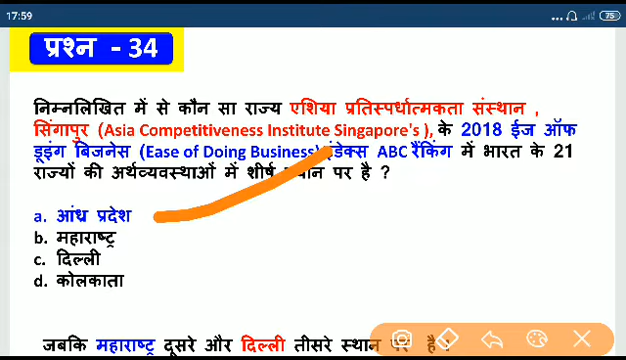 17:59 ... 75
प्रश्न - 34
निम्नलिखित में से कौन सा राज्य एशिया प्रतिस्पर्धात्मकता संस्थान ,
सिंगापुर (Asia Competitiveness Institute Singapore's ), के 2018 ईज ऑफ
डूइंग बिजनेस (Ease of Doing Business) इंडेक्स ABC रैंकिंग में भारत के 21
राज्यों की अर्थव्यवस्थाओं में शीर्ष स्थान पर है ?
a. आंध्र प्रदेश
b. महाराष्ट्र
c. दिल्ली
d. कोलकाता
जबकि महाराष्ट्र दूसरे और दिल्ली तीसरे स्थान पर है !